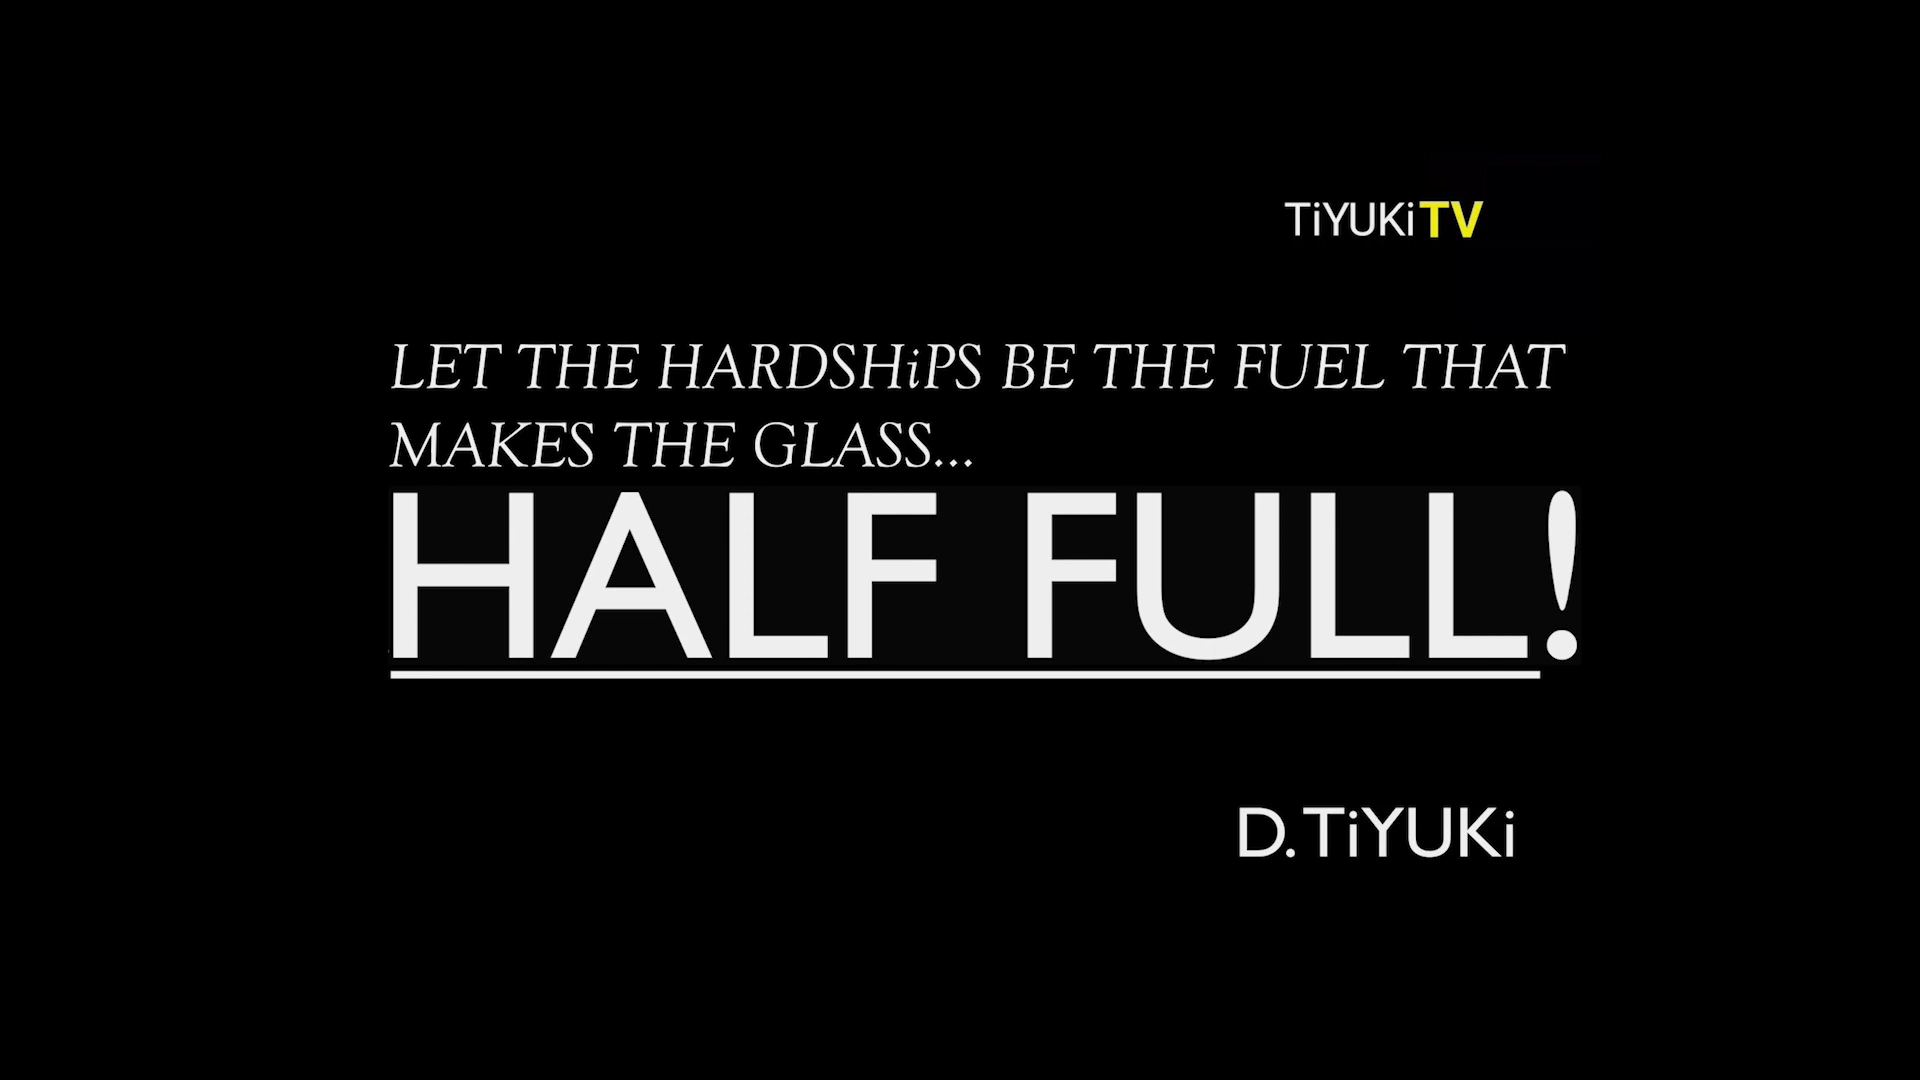 TiYUKiTV
LET THE HARDSHiPS BE THE FUEL THAT
MAKES THE GLASS...
HALF FULL!
D.TiYUKi